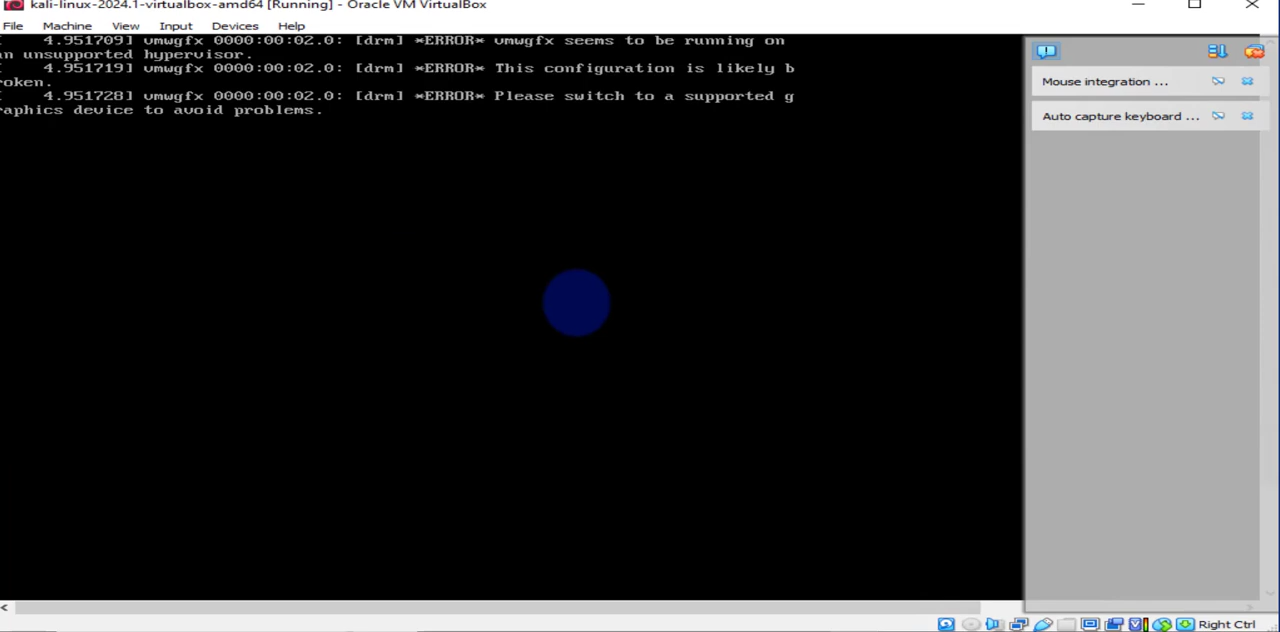 kali-linux-2024.1-virtualbox-amd64 [Running] - Oracle VM VirtualBox
File Machine View Input Devices Help
[ 4.951709] vmwgfx 0000:00:02.0: [drm] *ERROR* vmwgfx seems to be running on
an unsupported hypervisor.
[ 4.951719] vmwgfx 0000:00:02.0: [drm] *ERROR* This configuration is likely b
roken.
[ 4.951728] vmwgfx 0000:00:02.0: [drm] *ERROR* Please switch to a supported g
raphics device to avoid problems.
Mouse integration ...
Auto capture keyboard ...
Right Ctrl